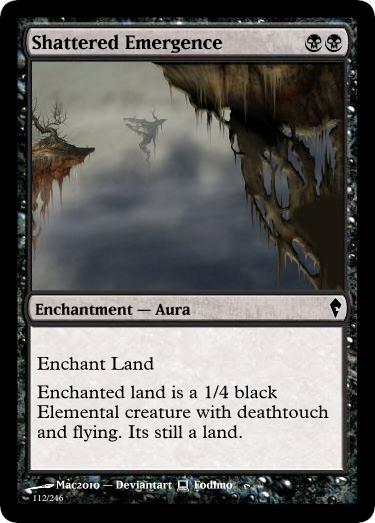 Shattered Emergence
Enchantment — Aura
Enchant Land
Enchanted land is a 1/4 black
Elemental creature with deathtouch
and flying. Its still a land.
Maczoro — Deviantart Fodimo
112/246